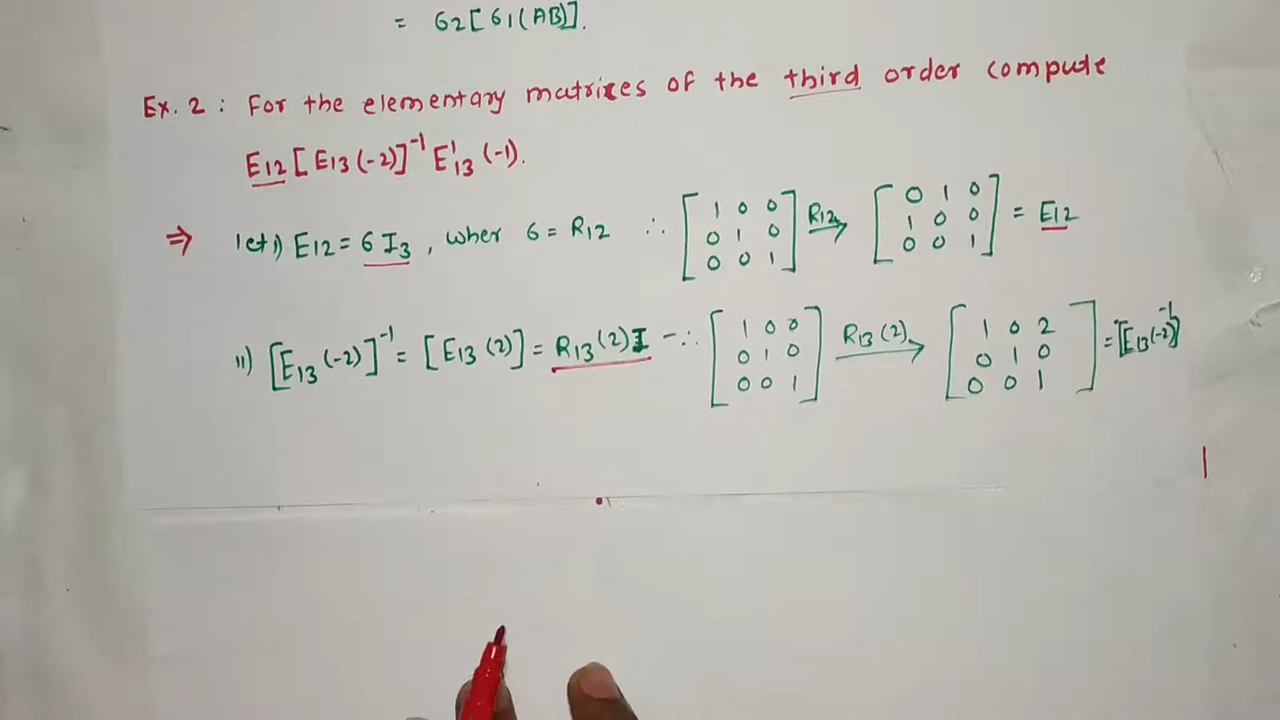 = σ2[σ1(AB)].
Ex. 2 : For the elementary matrices of the third order compute
E12 [E13(-2)]⁻¹ E'13(-1).
⇒ let i) E12 = σ I3 , wher σ = R12 ∴ [1 0 0; 0 1 0; 0 0 1] R12→ [0 1 0; 1 0 0; 0 0 1] = E12
ii) [E13(-2)]⁻¹ = [E13(2)] = R13(2)I - ∴ [1 0 0; 0 1 0; 0 0 1] R13(2)→ [1 0 2; 0 1 0; 0 0 1] = [E13(-2)]⁻¹